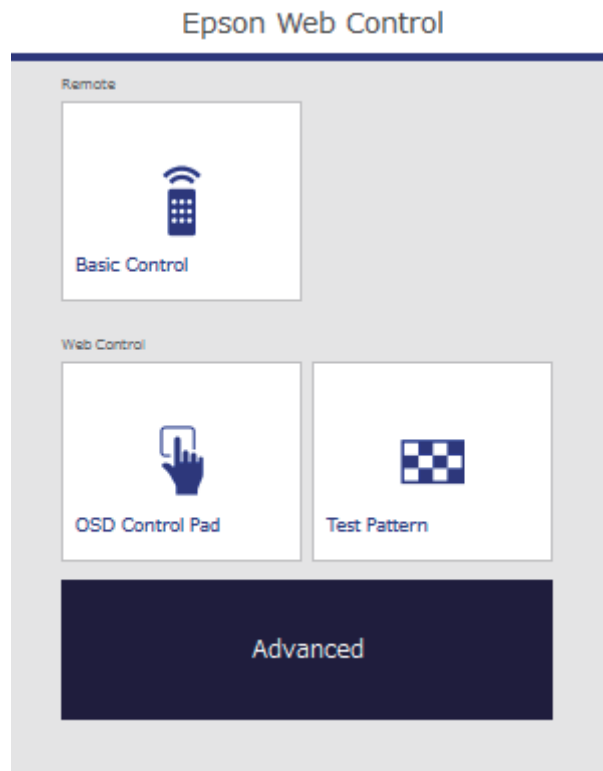 Epson Web Control
Remote
Basic Control
Web Control
OSD Control Pad
Test Pattern
Advanced